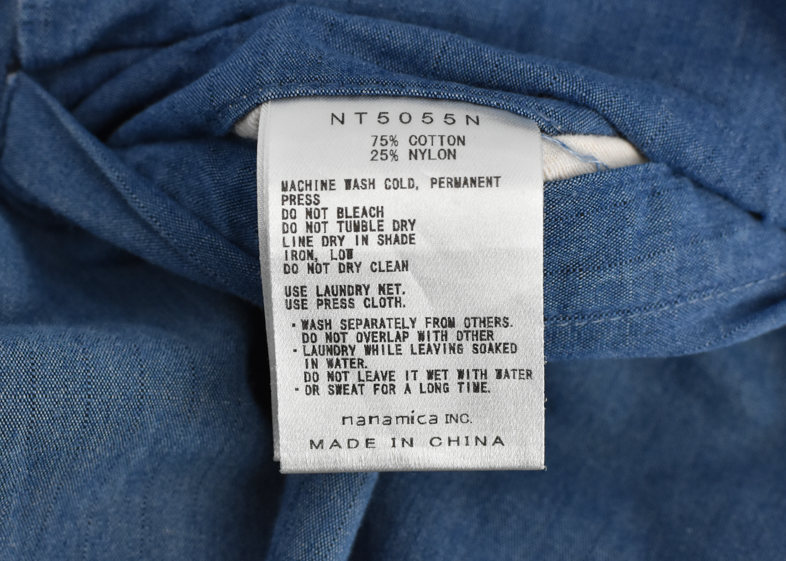 NT5055N
75% COTTON
25% NYLON
MACHINE WASH COLD, PERMANENT
PRESS
DO NOT BLEACH
DO NOT TUMBLE DRY
LINE DRY IN SHADE
IRON, LOW
DO NOT DRY CLEAN
USE LAUNDRY NET.
USE PRESS CLOTH.
・WASH SEPARATELY FROM OTHERS.
DO NOT OVERLAP WITH OTHER
・LAUNDRY WHILE LEAVING SOAKED
IN WATER.
DO NOT LEAVE IT WET WITH WATER
・OR SWEAT FOR A LONG TIME.
nanamica INC.
MADE IN CHINA